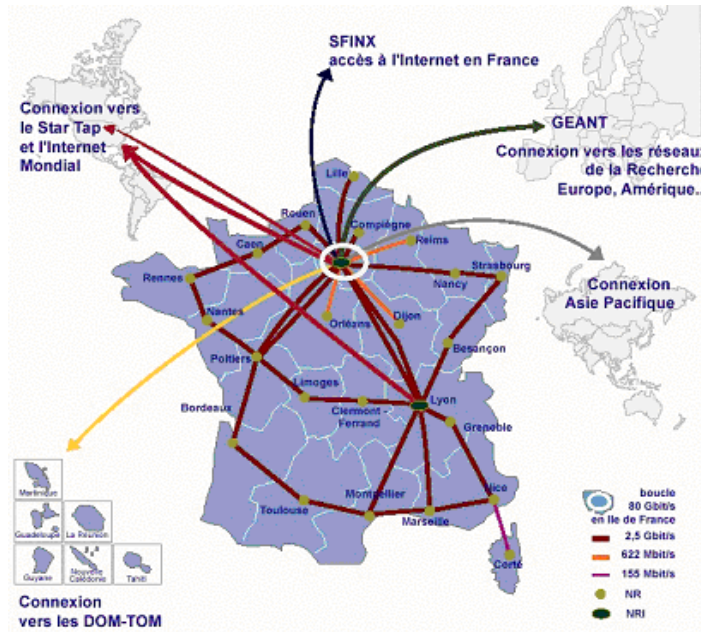 SFINX
accès à l'Internet en France
Connexion vers
le Star Tap
et l'Internet
Mondial
GEANT
Connexion vers les réseaux
de la Recherche
Europe, Amérique..
Lille
Rouen
Compiègne
Reims
Caen
Strasbourg
Nancy
Rennes
Connexion
Asie Pacifique
Nantes
Orléans
Dijon
Besançon
Poitiers
Limoges
Lyon
Clermont -
Ferrand
Bordeaux
Grenoble
Nice
Montpellier
Toulouse
Marseille
Corté
Martinique
Guadeloupe
La Réunion
Guyane
Nouvelle
Calédonie
Tahiti
Connexion
vers les DOM-TOM
boucle
80 Gbit/s
en Ile de France
2,5 Gbit/s
622 Mbit/s
155 Mbit/s
NR
NRI